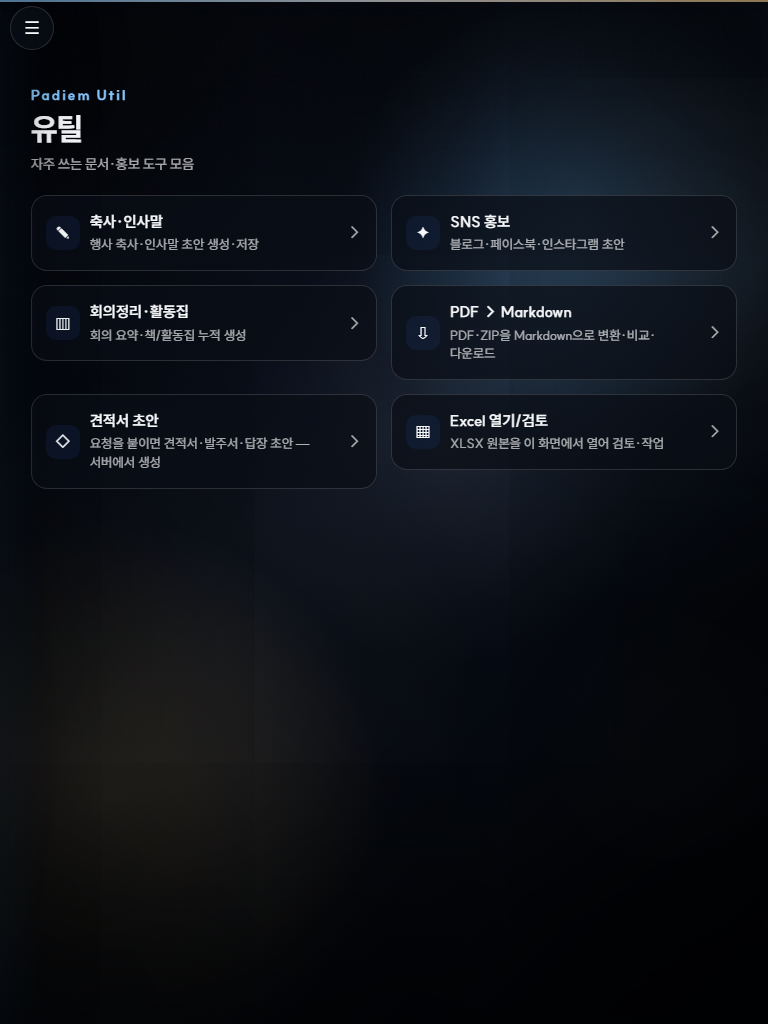 Padiem Util
유틸
자주 쓰는 문서·홍보 도구 모음
축사·인사말
행사 축사·인사말 초안 생성·저장
SNS 홍보
블로그·페이스북·인스타그램 초안
회의정리·활동집
회의 요약·책/활동집 누적 생성
PDF > Markdown
PDF·ZIP을 Markdown으로 변환·비교·
다운로드
견적서 초안
요청을 붙이면 견적서·발주서·답장 초안 —
서버에서 생성
Excel 열기/검토
XLSX 원본을 이 화면에서 열어 검토·작업